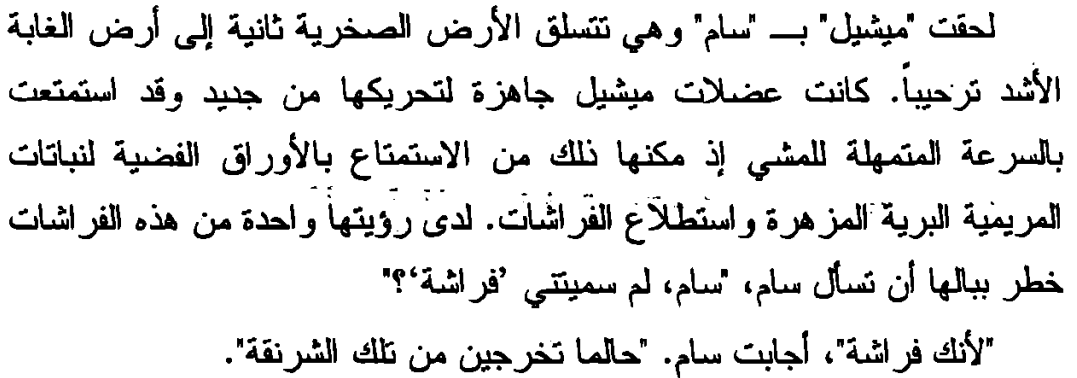 لحقت "ميشيل" بـــ "سام" وهي تتسلق الأرض الصخرية ثانية إلى أرض الغابة
الأشد ترحيباً. كانت عضلات ميشيل جاهزة لتحريكها من جديد وقد استمتعت
بالسرعة المتمهلة للمشي إذ مكنها ذلك من الاستمتاع بالأوراق الفضية لنباتات
المريمية البرية المزهرة واستطلاع الفراشات. لدى رؤيتها واحدة من هذه الفراشات
خطر ببالها أن تسأل سام، "سام، لم سميتني ’فراشة‘؟"
"لأنك فراشة"، أجابت سام. "حالما تخرجين من تلك الشرنقة".